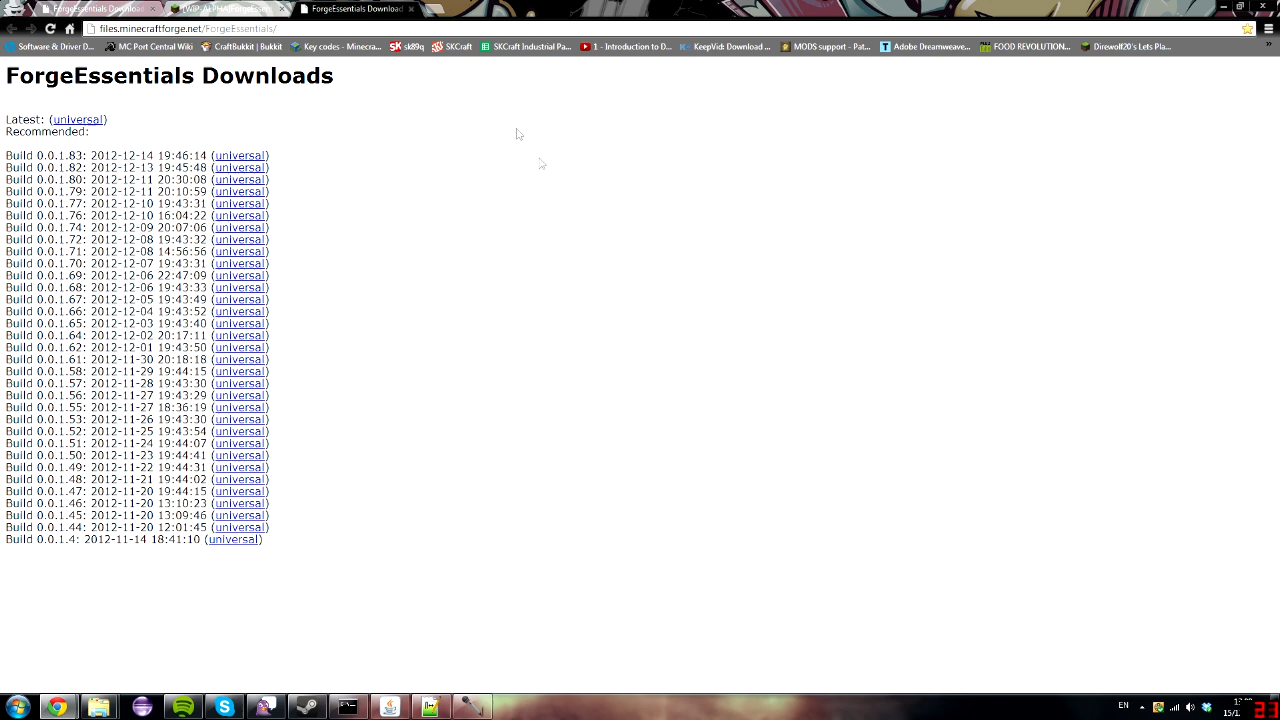 ForgeEssentials Download
[WIP-ALPHA]ForgeEssent
ForgeEssentials Download
files.minecraftforge.net/ForgeEssentials/
Software & Driver D...
MC Port Central Wiki
CraftBukkit | Bukkit
Key codes - Minecra...
sk89q
SKCraft
SKCraft Industrial Pa...
1 - Introduction to D...
KeepVid: Download ...
MODS support - Pat...
Adobe Dreamweave...
FOOD REVOLUTION...
Direwolf20's Lets Pla...
ForgeEssentials Downloads
Latest: (universal)
Recommended:
Build 0.0.1.83: 2012-12-14 19:46:14 (universal)
Build 0.0.1.82: 2012-12-13 19:45:48 (universal)
Build 0.0.1.80: 2012-12-11 20:30:08 (universal)
Build 0.0.1.79: 2012-12-11 20:10:59 (universal)
Build 0.0.1.77: 2012-12-10 19:43:31 (universal)
Build 0.0.1.76: 2012-12-10 16:04:22 (universal)
Build 0.0.1.74: 2012-12-09 20:07:06 (universal)
Build 0.0.1.72: 2012-12-08 19:43:32 (universal)
Build 0.0.1.71: 2012-12-08 14:56:56 (universal)
Build 0.0.1.70: 2012-12-07 19:43:31 (universal)
Build 0.0.1.69: 2012-12-06 22:47:09 (universal)
Build 0.0.1.68: 2012-12-06 19:43:33 (universal)
Build 0.0.1.67: 2012-12-05 19:43:49 (universal)
Build 0.0.1.66: 2012-12-04 19:43:52 (universal)
Build 0.0.1.65: 2012-12-03 19:43:40 (universal)
Build 0.0.1.64: 2012-12-02 20:17:11 (universal)
Build 0.0.1.62: 2012-12-01 19:43:50 (universal)
Build 0.0.1.61: 2012-11-30 20:18:18 (universal)
Build 0.0.1.58: 2012-11-29 19:44:15 (universal)
Build 0.0.1.57: 2012-11-28 19:43:30 (universal)
Build 0.0.1.56: 2012-11-27 19:43:29 (universal)
Build 0.0.1.55: 2012-11-27 18:36:19 (universal)
Build 0.0.1.53: 2012-11-26 19:43:30 (universal)
Build 0.0.1.52: 2012-11-25 19:43:54 (universal)
Build 0.0.1.51: 2012-11-24 19:44:07 (universal)
Build 0.0.1.50: 2012-11-23 19:44:41 (universal)
Build 0.0.1.49: 2012-11-22 19:44:31 (universal)
Build 0.0.1.48: 2012-11-21 19:44:02 (universal)
Build 0.0.1.47: 2012-11-20 19:44:15 (universal)
Build 0.0.1.46: 2012-11-20 13:10:23 (universal)
Build 0.0.1.45: 2012-11-20 13:09:46 (universal)
Build 0.0.1.44: 2012-11-20 12:01:45 (universal)
Build 0.0.1.4: 2012-11-14 18:41:10 (universal)
EN
15/1
23